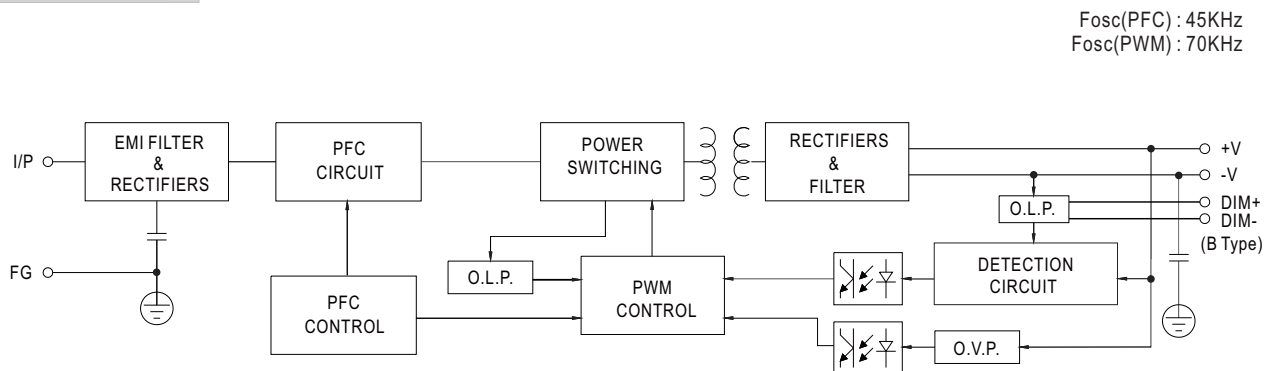 Fosc(PFC) : 45KHz
Fosc(PWM) : 70KHz
I/P
EMI FILTER
&
RECTIFIERS
PFC
CIRCUIT
POWER
SWITCHING
RECTIFIERS
&
FILTER
+V
-V
O.L.P.
DIM+
DIM-
(B Type)
FG
PFC
CONTROL
O.L.P.
PWM
CONTROL
DETECTION
CIRCUIT
O.V.P.